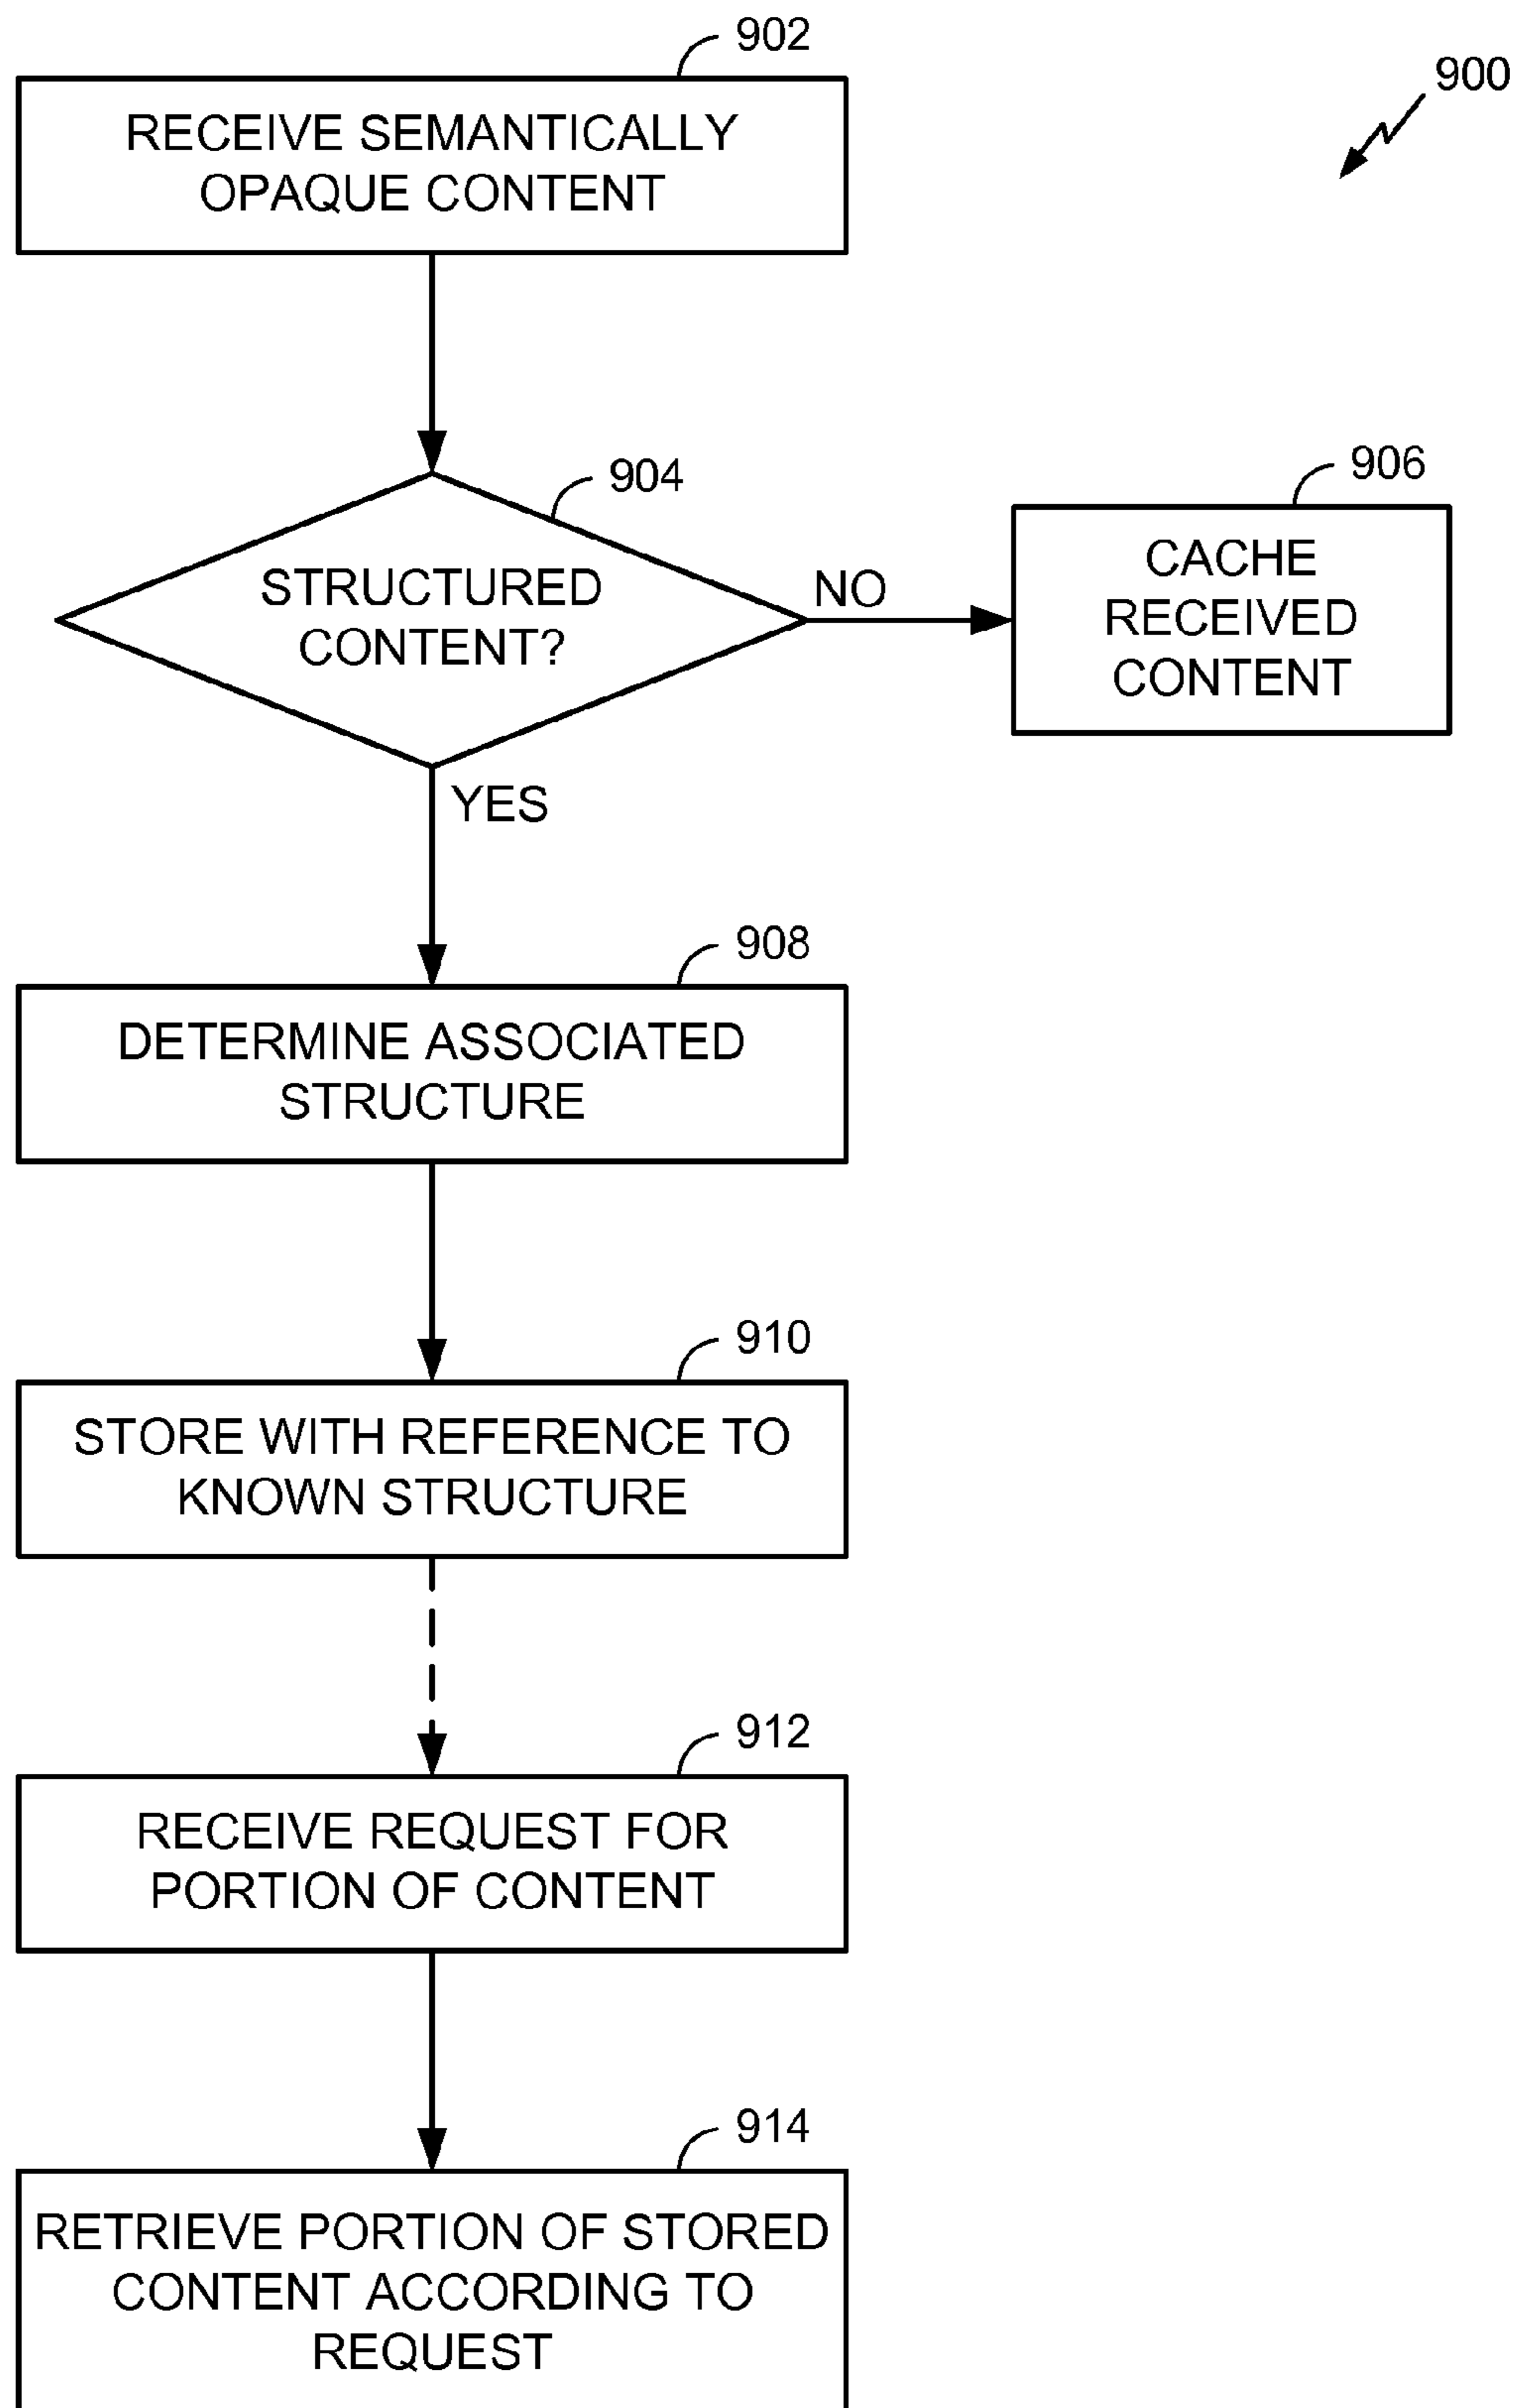 902
900
RECEIVE SEMANTICALLY
OPAQUE CONTENT
904
STRUCTURED
CONTENT?
NO
906
CACHE
RECEIVED
CONTENT
YES
908
DETERMINE ASSOCIATED
STRUCTURE
910
STORE WITH REFERENCE TO
KNOWN STRUCTURE
912
RECEIVE REQUEST FOR
PORTION OF CONTENT
914
RETRIEVE PORTION OF STORED
CONTENT ACCORDING TO
REQUEST